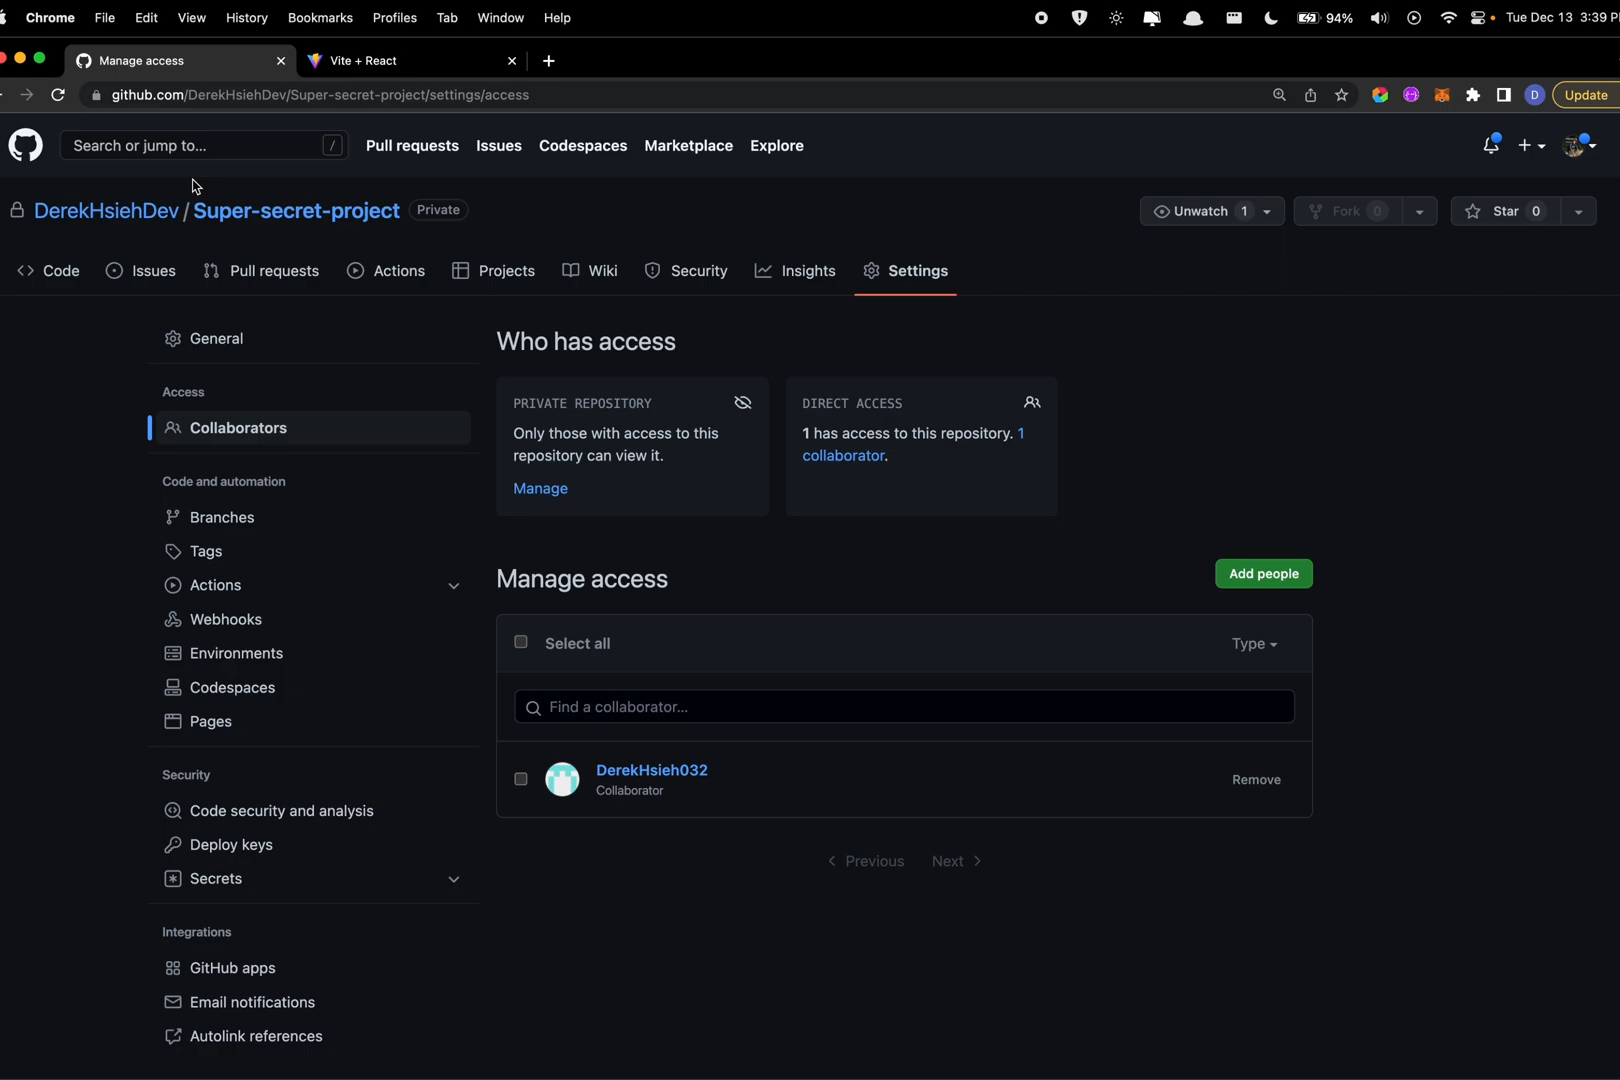 Chrome File Edit View History Bookmarks Profiles Tab Window Help 94% Tue Dec 13 3:39 P
Manage access Vite + React
github.com/DerekHsiehDev/Super-secret-project/settings/access D Update
Search or jump to... / Pull requests Issues Codespaces Marketplace Explore
DerekHsiehDev / Super-secret-project Private Unwatch 1 Fork 0 Star 0
Code Issues Pull requests Actions Projects Wiki Security Insights Settings
General
Access
Collaborators
Code and automation
Branches
Tags
Actions
Webhooks
Environments
Codespaces
Pages
Security
Code security and analysis
Deploy keys
Secrets
Integrations
GitHub apps
Email notifications
Autolink references
Who has access
PRIVATE REPOSITORY
Only those with access to this
repository can view it.
Manage
DIRECT ACCESS
1 has access to this repository. 1
collaborator.
Manage access Add people
Select all Type
Find a collaborator...
DerekHsieh032
Collaborator
Remove
Previous Next